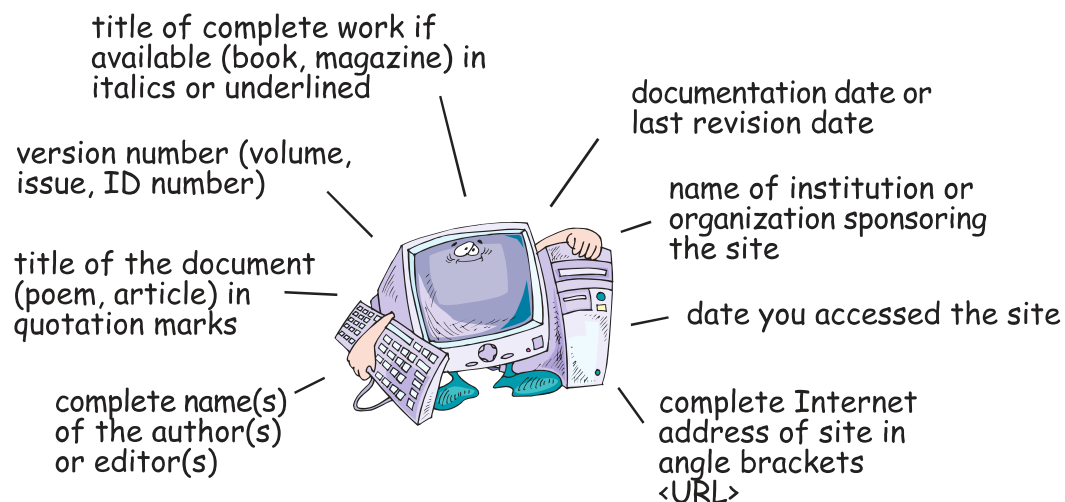 title of complete work if
available (book, magazine) in
italics or underlined
documentation date or
last revision date
version number (volume,
issue, ID number)
name of institution or
organization sponsoring
the site
title of the document
(poem, article) in
quotation marks
date you accessed the site
complete name(s)
of the author(s)
or editor(s)
complete Internet
address of site in
angle brackets
<URL>